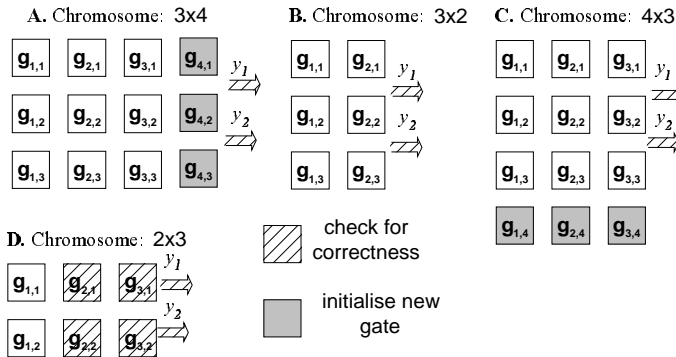 A. Chromosome: 3x4
g1,1 g2,1 g3,1 g4,1 y1
g1,2 g2,2 g3,2 g4,2 y2
g1,3 g2,3 g3,3 g4,3
B. Chromosome: 3x2
g1,1 g2,1 y1
g1,2 g2,2 y2
g1,3 g2,3
C. Chromosome: 4x3
g1,1 g2,1 g3,1 y1
g1,2 g2,2 g3,2 y2
g1,3 g2,3 g3,3
g1,4 g2,4 g3,4
D. Chromosome: 2x3
g1,1 g2,1 g3,1 y1
g1,2 g2,2 g3,2 y2
check for
correctness
initialise new
gate